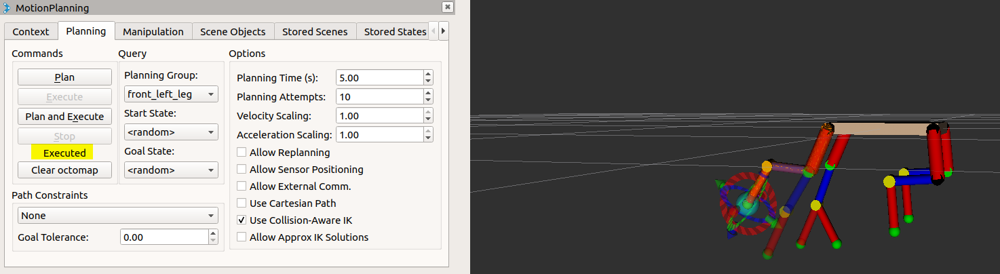 MotionPlanning
Context Planning Manipulation Scene Objects Stored Scenes Stored States
Commands Query Options
Plan
Execute
Plan and Execute
Stop
Executed
Clear octomap
Planning Group:
front_left_leg
Start State:
<random>
Goal State:
<random>
Planning Time (s): 5.00
Planning Attempts: 10
Velocity Scaling: 1.00
Acceleration Scaling: 1.00
Allow Replanning
Allow Sensor Positioning
Allow External Comm.
Use Cartesian Path
Use Collision-Aware IK
Allow Approx IK Solutions
Path Constraints
None
Goal Tolerance: 0.00